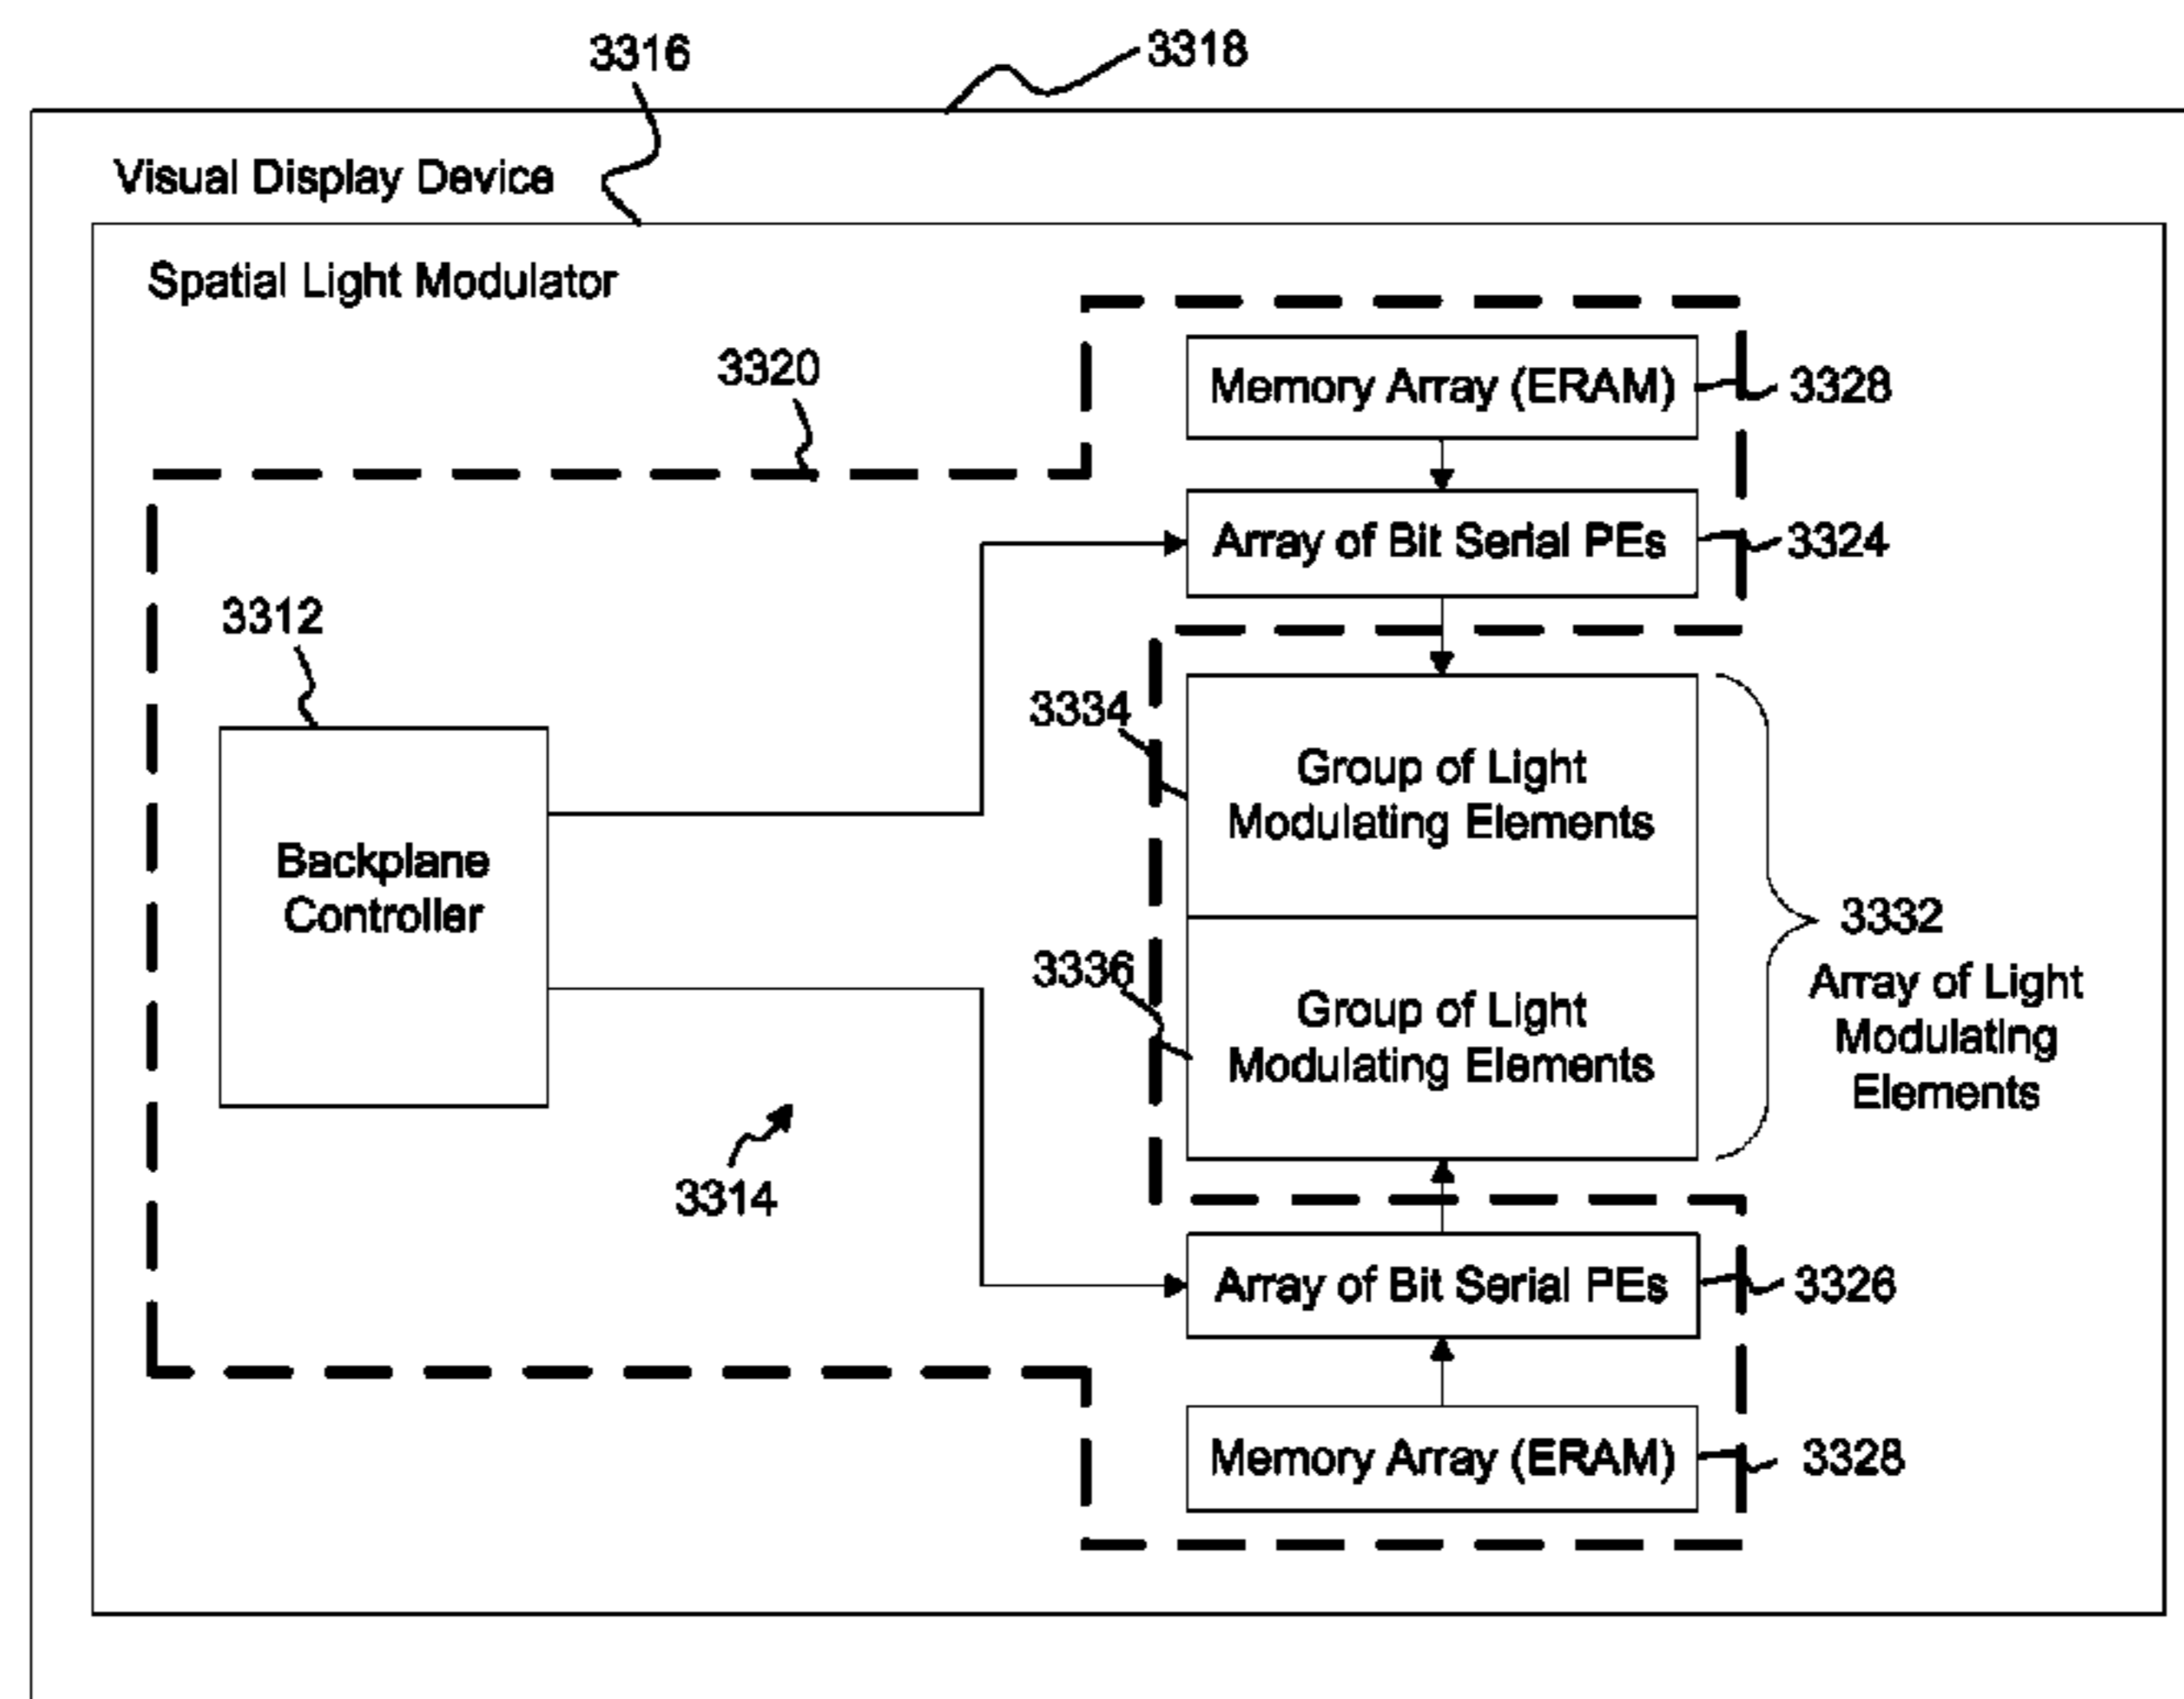 3316
3318
Visual Display Device
Spatial Light Modulator
3320
Memory Array (ERAM)
3328
Array of Bit Serial PEs
3324
3312
3334
Group of Light
Modulating Elements
Backplane
Controller
3332
Array of Light
Modulating
Elements
3336
Group of Light
Modulating Elements
3314
Array of Bit Serial PEs
3326
Memory Array (ERAM)
3328